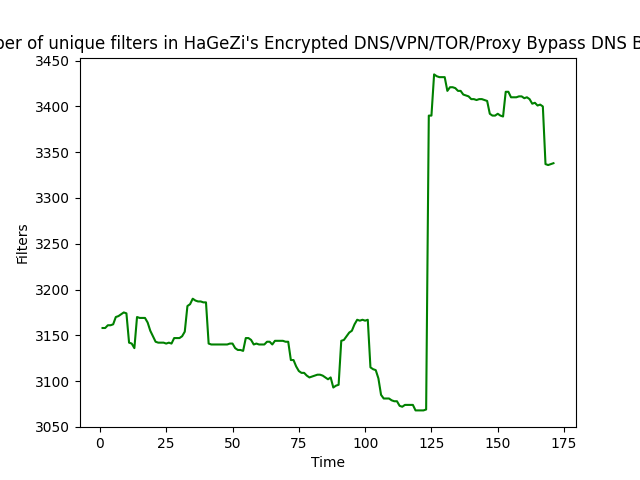 ber of unique filters in HaGeZi's Encrypted DNS/VPN/TOR/Proxy Bypass DNS B
3450
3400
3350
3300
3250
3200
3150
3100
3050
Filters
0 25 50 75 100 125 150 175
Time